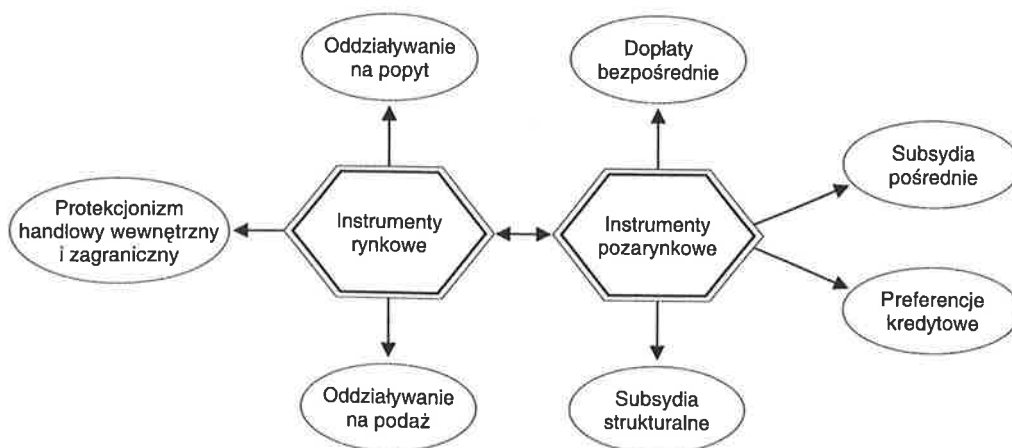 Oddziaływanie
na popyt
Dopłaty
bezpośrednie
Subsydia
pośrednie
Protekcjonizm
handlowy wewnętrzny
i zagraniczny
Instrumenty
rynkowe
Instrumenty
pozarynkowe
Preferencje
kredytowe
Oddziaływanie
na podaż
Subsydia
strukturalne